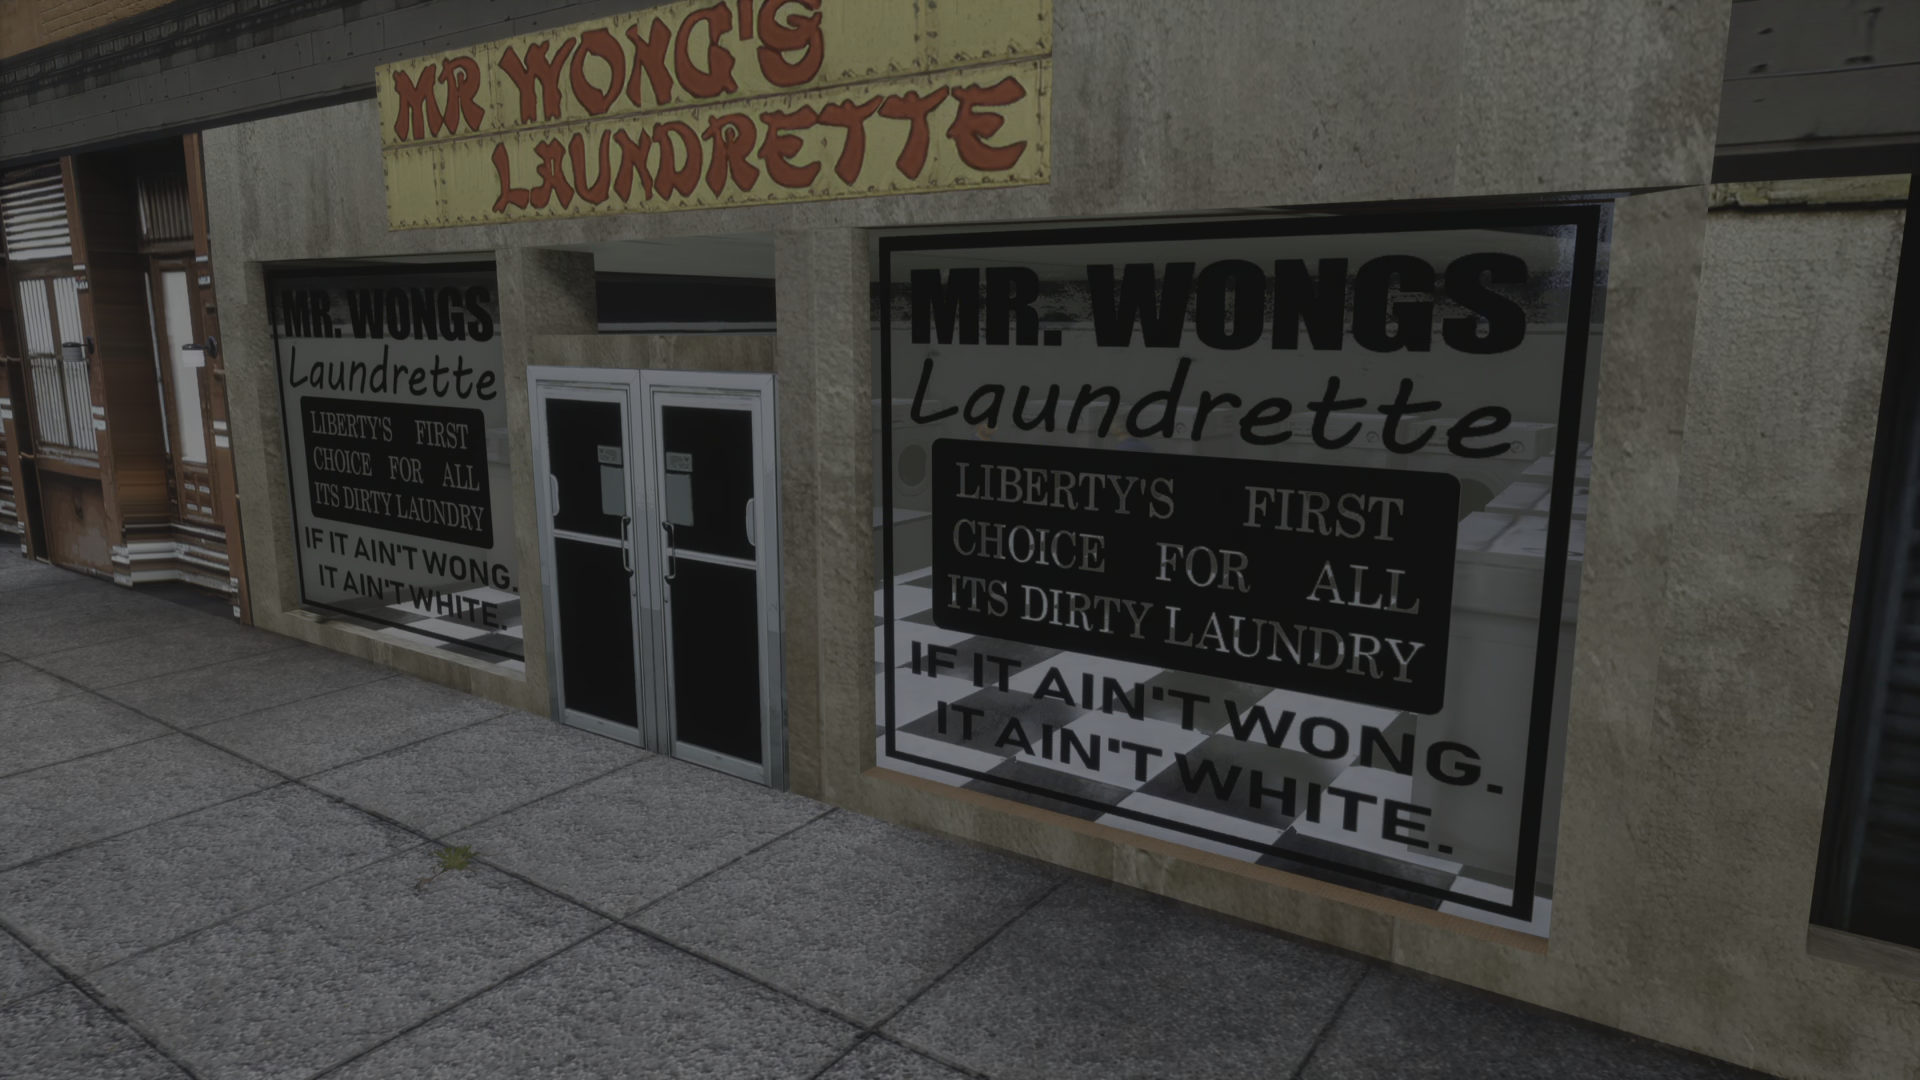 MR WONG'S
LAUNDRETTE
MR. WONGS
Laundrette
LIBERTY'S FIRST
CHOICE FOR ALL
ITS DIRTY LAUNDRY
IF IT AIN'T WONG.
IT AIN'T WHITE.
MR. WONGS
Laundrette
LIBERTY'S FIRST
CHOICE FOR ALL
ITS DIRTY LAUNDRY
IF IT AIN'T WONG.
IT AIN'T WHITE.